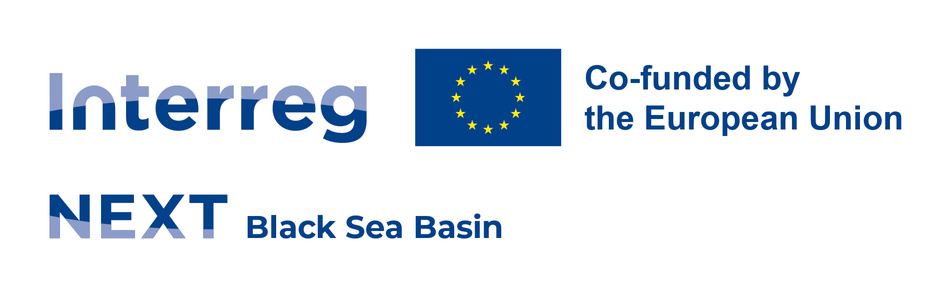 Interreg
Co-funded by
the European Union
NEXT Black Sea Basin